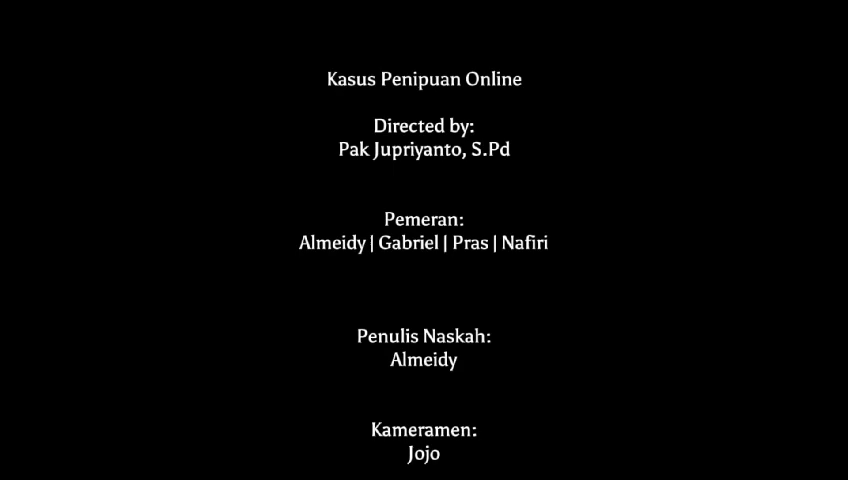 Kasus Penipuan Online
Directed by:
Pak Jupriyanto, S.Pd
Pemeran:
Almeidy | Gabriel | Pras | Nafiri
Penulis Naskah:
Almeidy
Kameramen:
Jojo